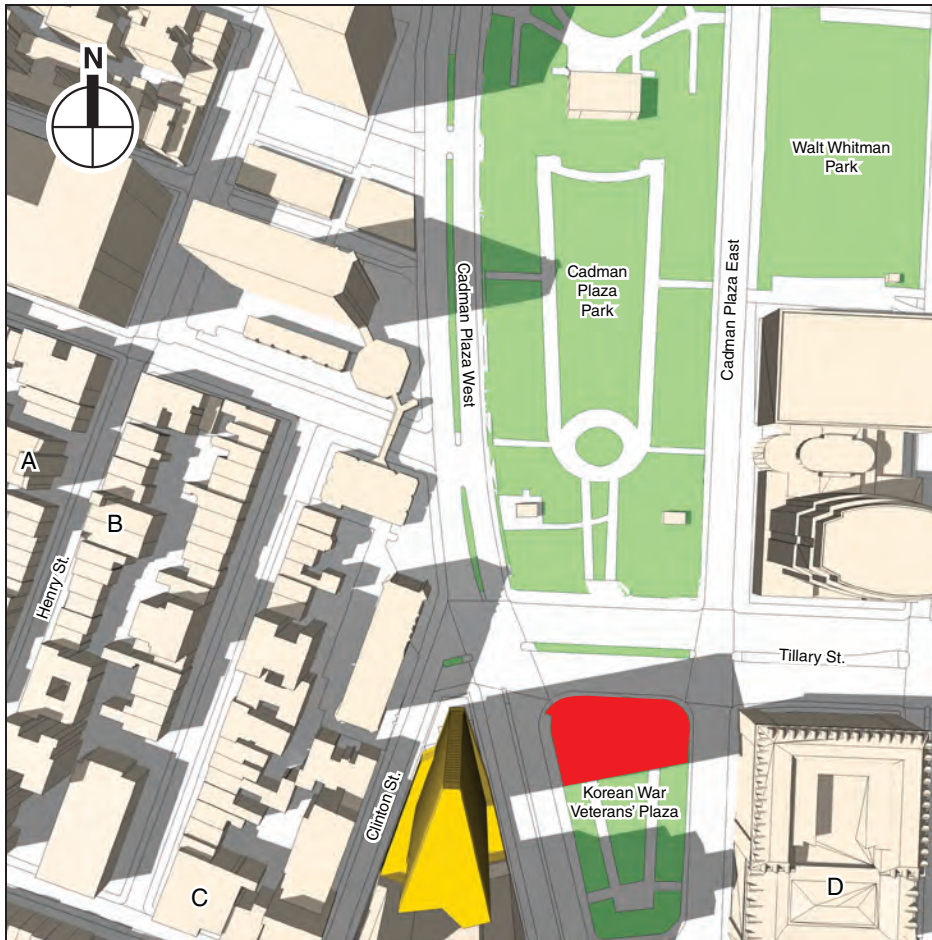 N
Walt Whitman
Park
Cadman
Plaza
Park
Cadman Plaza West
Cadman Plaza East
A
B
Henry St.
Tillary St.
Clinton St.
Korean War
Veterans' Plaza
C
D